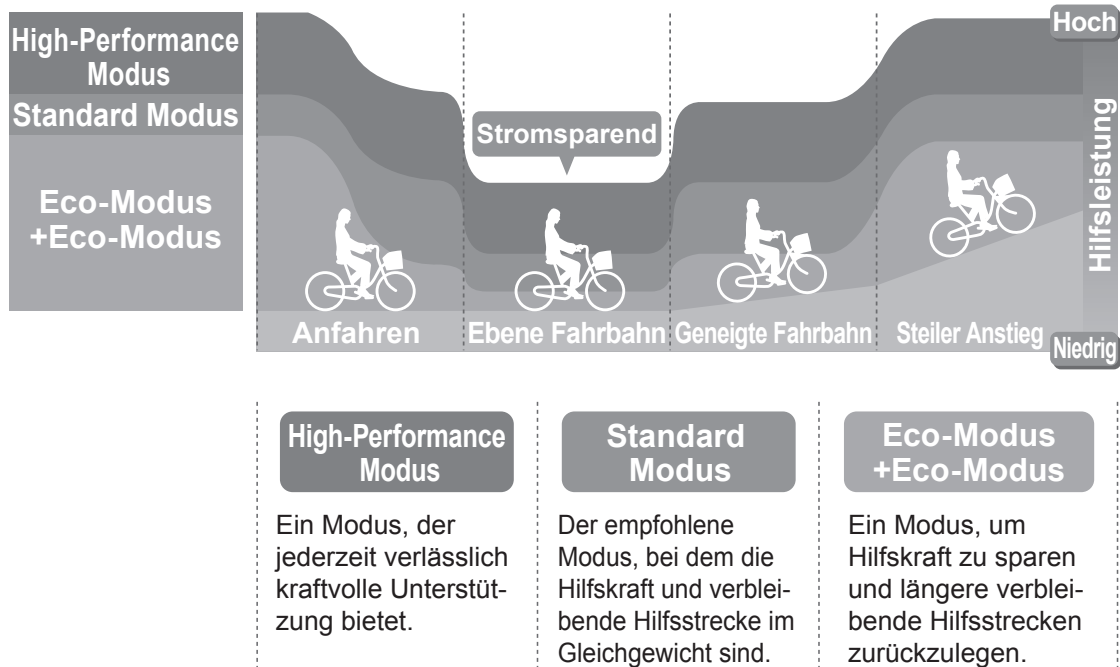 High-Performance
Modus
Standard Modus
Eco-Modus
+Eco-Modus
Stromsparend
Hoch
Hilfsleistung
Niedrig
Anfahren
Ebene Fahrbahn
Geneigte Fahrbahn
Steiler Anstieg
High-Performance
Modus
Ein Modus, der
jederzeit verlässlich
kraftvolle Unterstüt-
zung bietet.
Standard
Modus
Der empfohlene
Modus, bei dem die
Hilfskraft und verblei-
bende Hilfsstrecke im
Gleichgewicht sind.
Eco-Modus
+Eco-Modus
Ein Modus, um
Hilfskraft zu sparen
und längere verblei-
bende Hilfsstrecken
zurückzulegen.